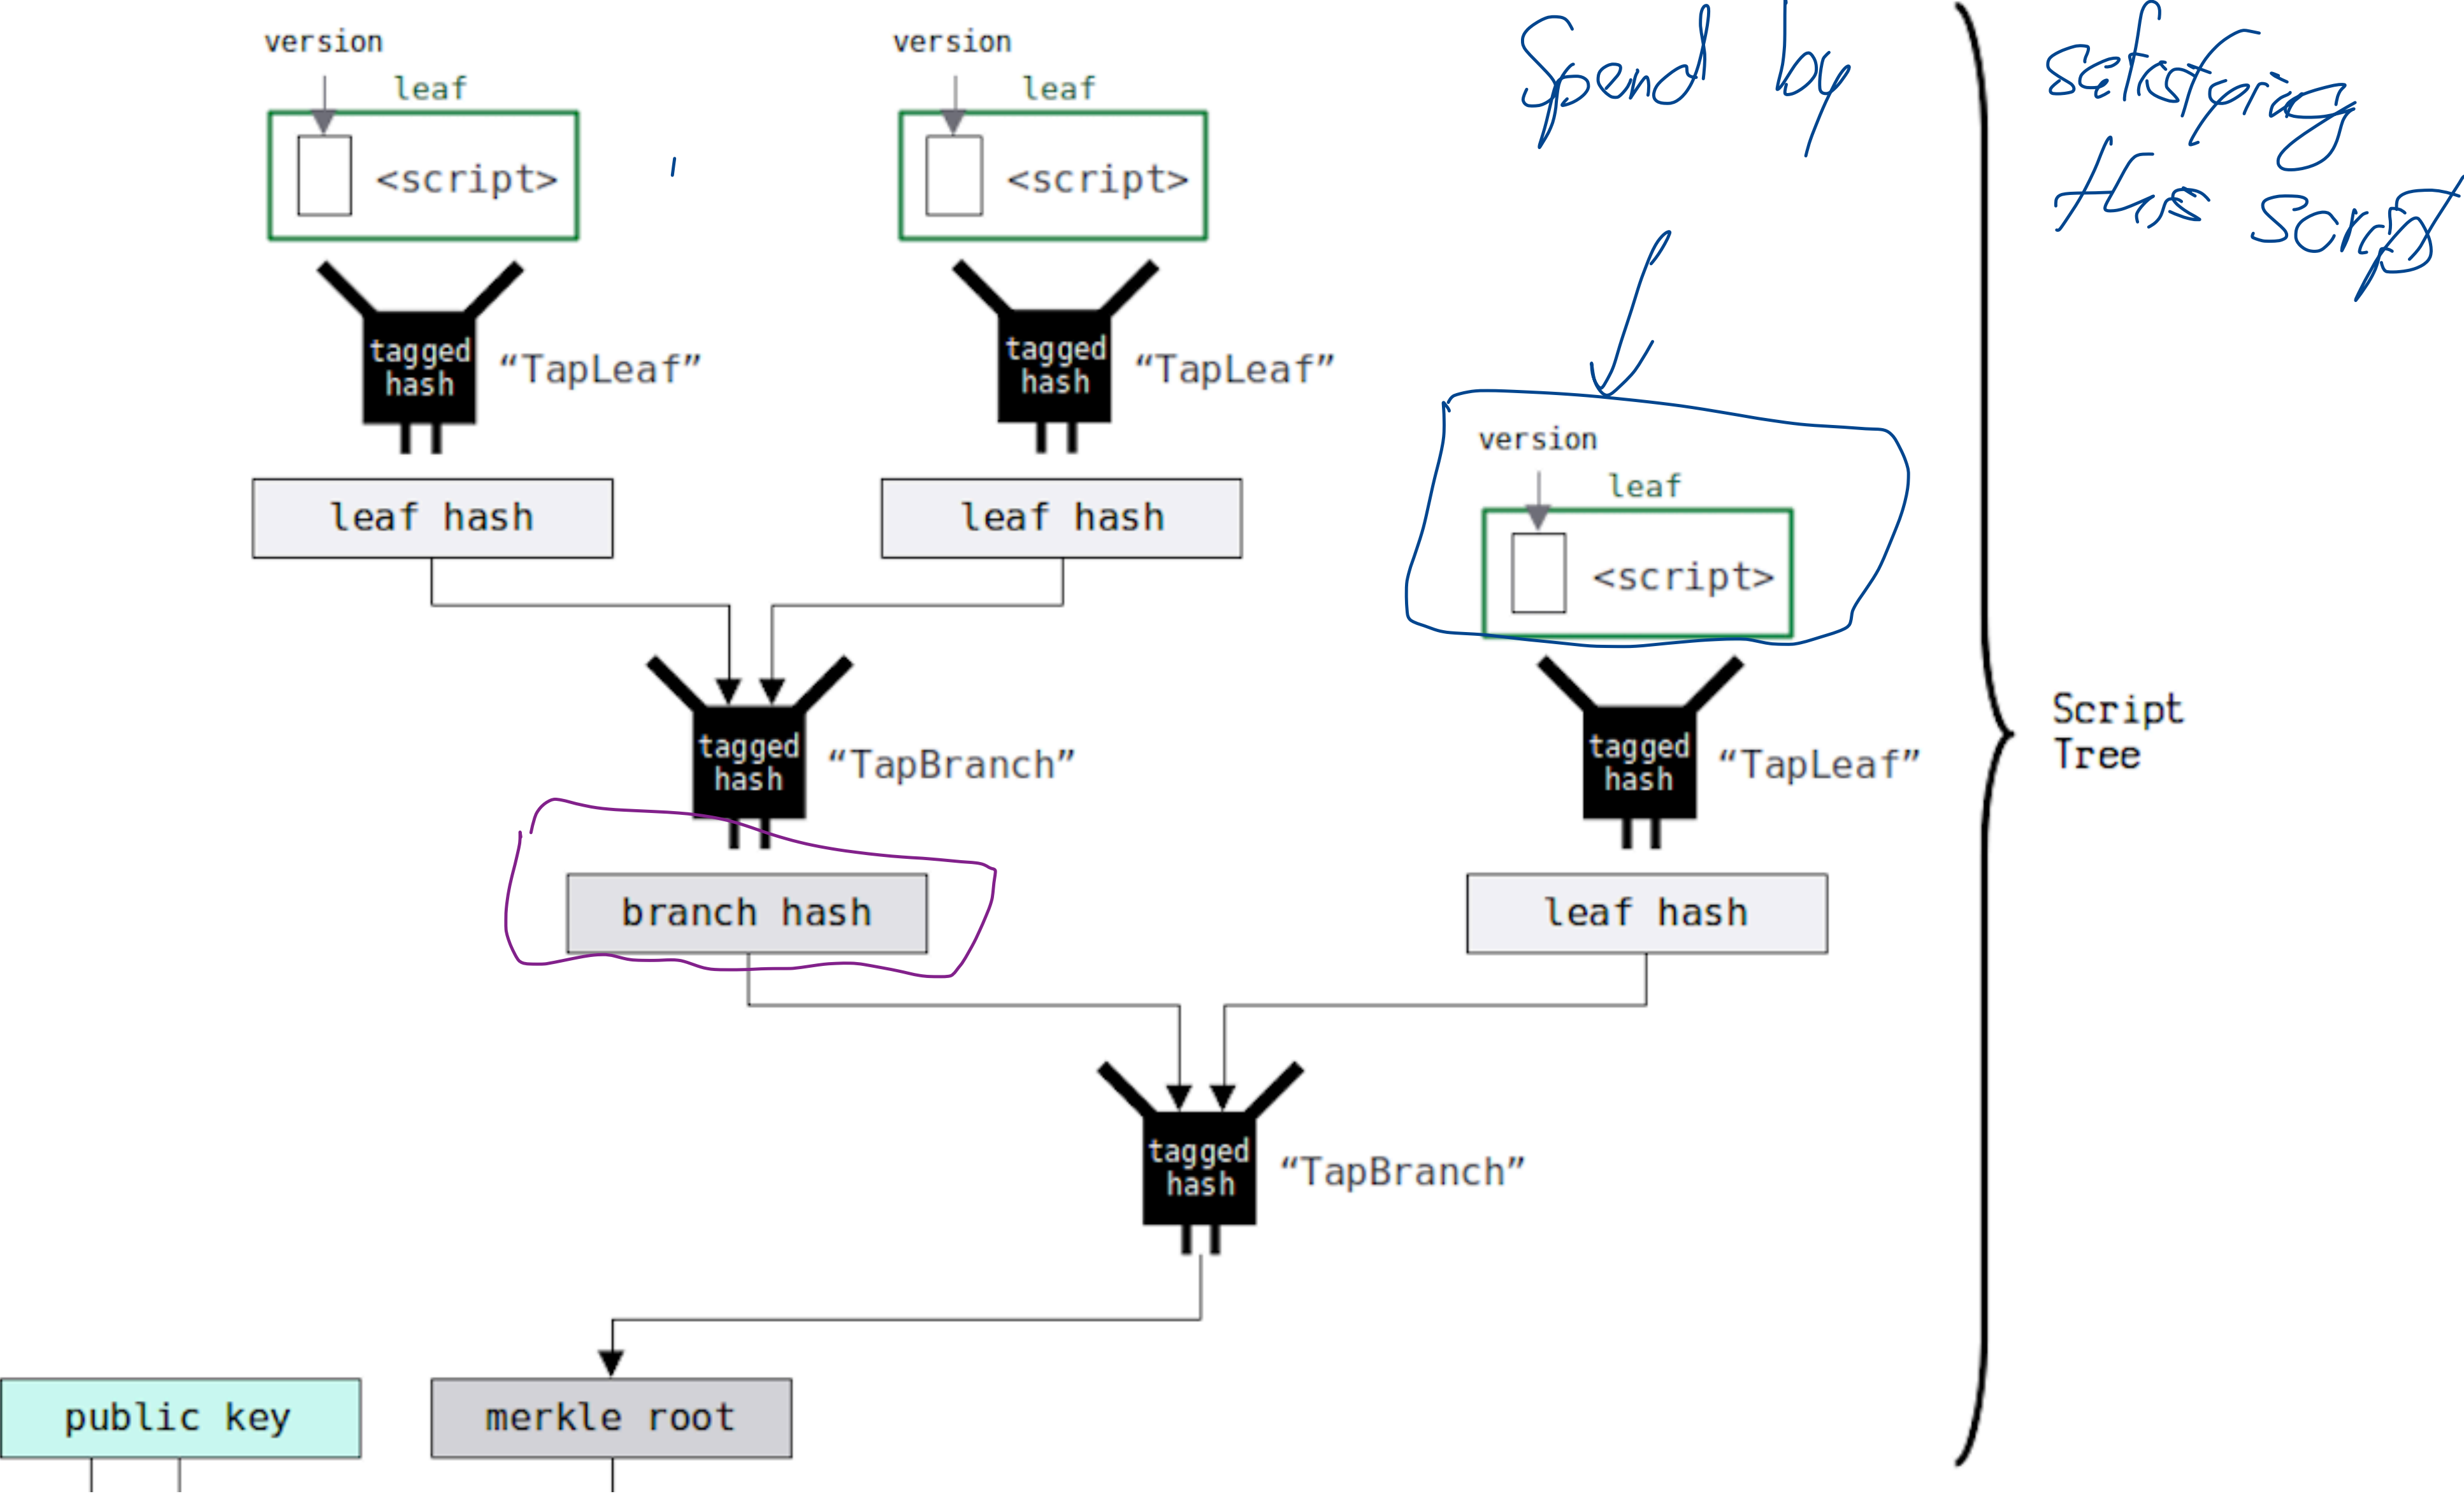 version
leaf
<script>
tagged
hash
“TapLeaf”
leaf hash
version
leaf
<script>
tagged
hash
“TapLeaf”
leaf hash
Spend by satisfying
this script
version
leaf
<script>
tagged
hash
“TapLeaf”
leaf hash
tagged
hash
“TapBranch”
branch hash
Script
Tree
tagged
hash
“TapBranch”
public key
merkle root